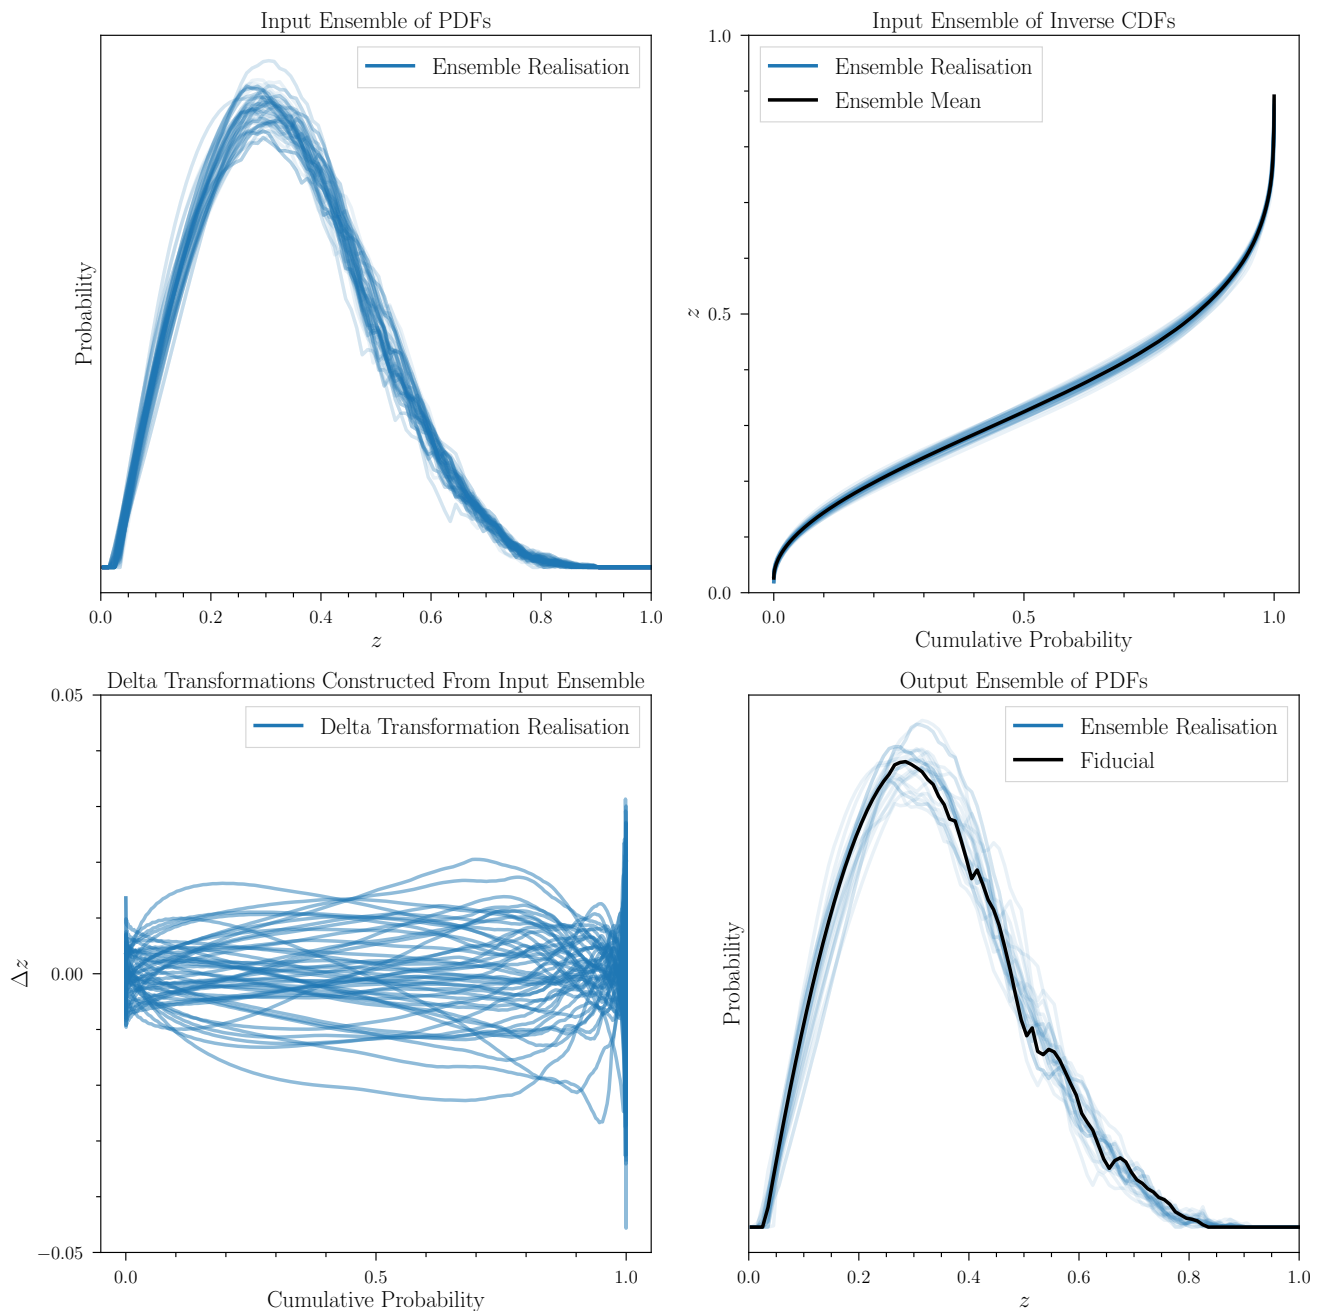 Input Ensemble of PDFs
Ensemble Realisation
Probability
0.0 0.2 0.4 0.6 0.8 1.0
z
Input Ensemble of Inverse CDFs
Ensemble Realisation
Ensemble Mean
1.0
0.5
0.0
z
0.0 0.5 1.0
Cumulative Probability
Delta Transformations Constructed From Input Ensemble
Delta Transformation Realisation
0.05
0.00
−0.05
Δz
0.0 0.5 1.0
Cumulative Probability
Output Ensemble of PDFs
Ensemble Realisation
Fiducial
Probability
0.0 0.2 0.4 0.6 0.8 1.0
z